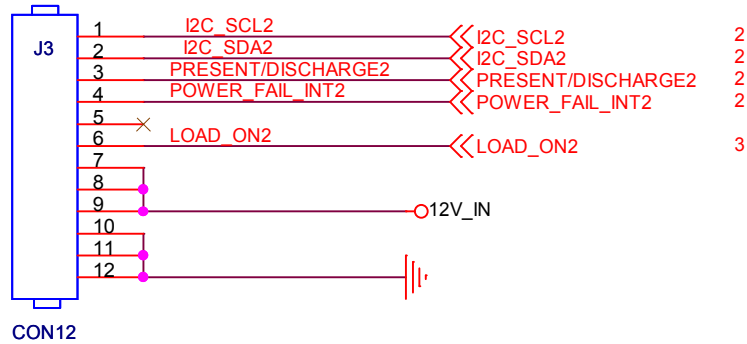 J3
1 I2C_SCL2 I2C_SCL2 2
2 I2C_SDA2 I2C_SDA2 2
3 PRESENT/DISCHARGE2 PRESENT/DISCHARGE2 2
4 POWER_FAIL_INT2 POWER_FAIL_INT2 2
5
6 LOAD_ON2 LOAD_ON2 3
7
8
9 12V_IN
10
11
12
CON12